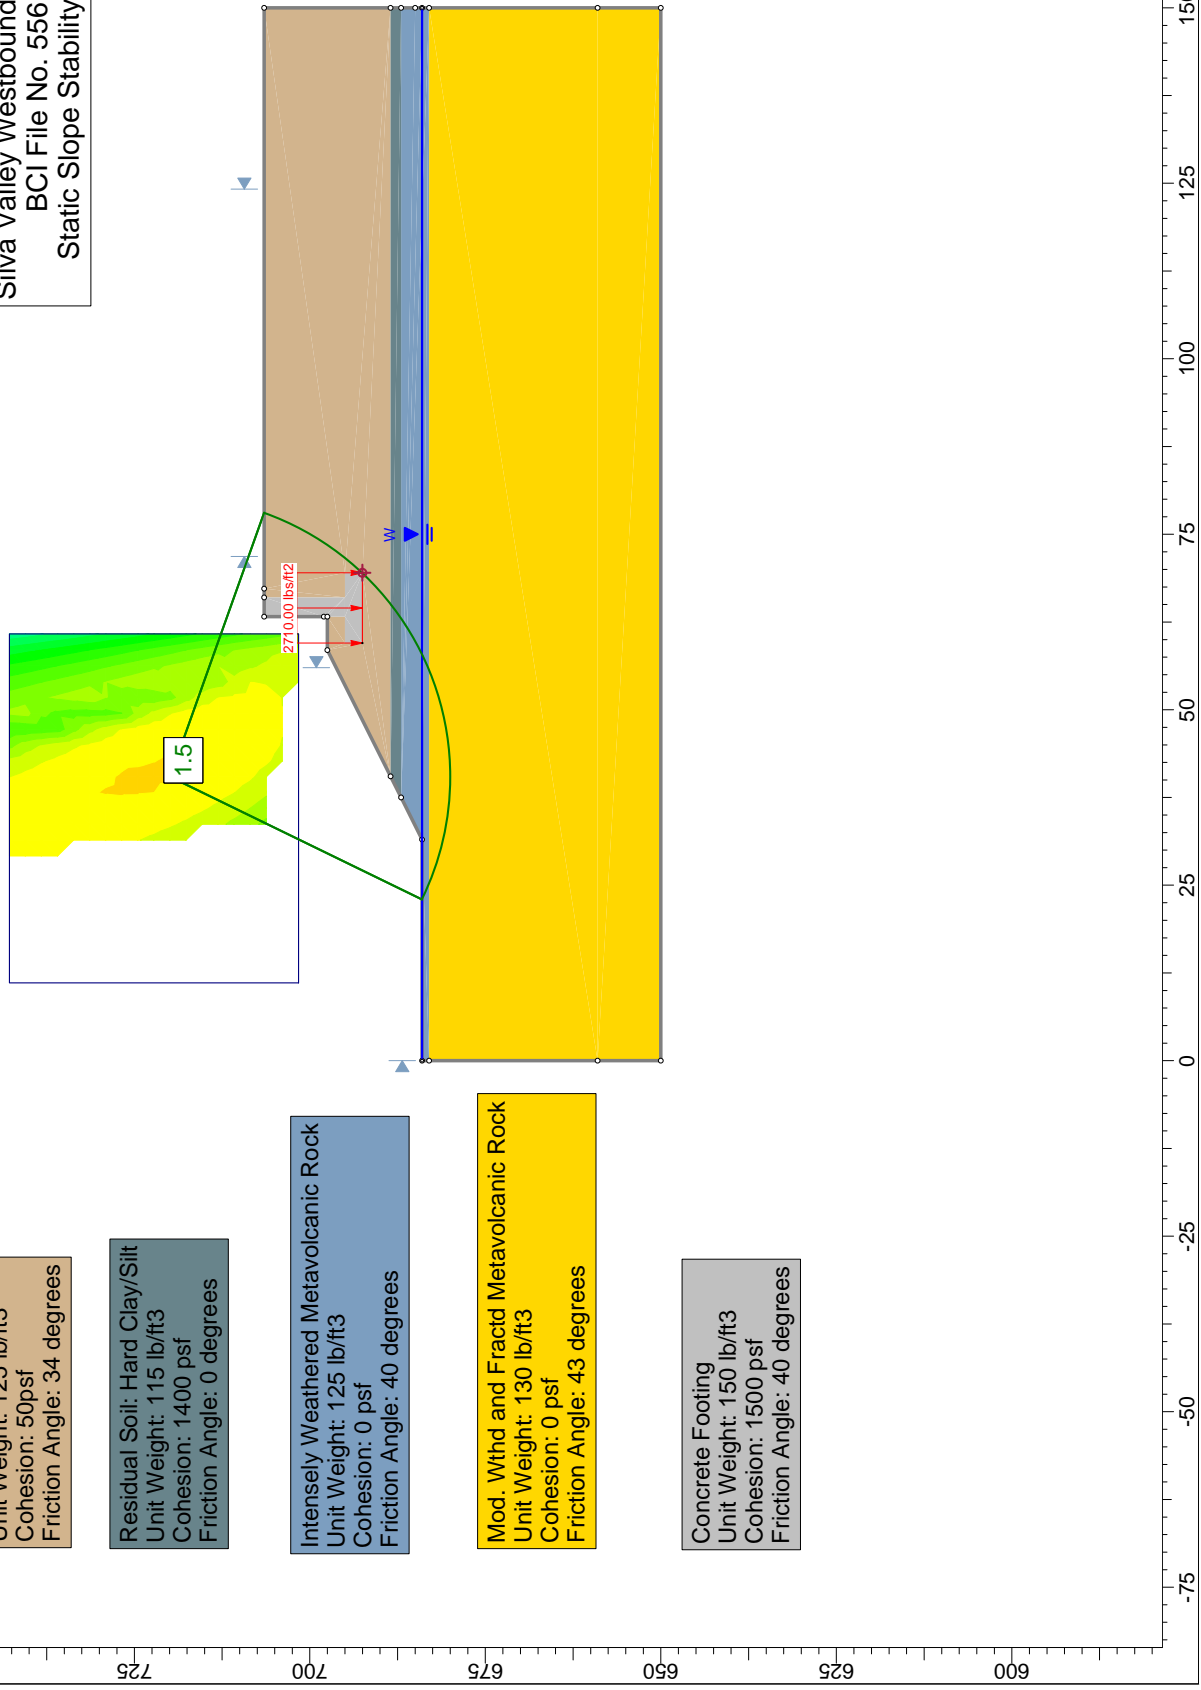 Silva Valley Westbound
BCI File No. 556
Static Slope Stability
1.5
2710.00 lbs/ft2
W
Unit Weight: 125 lb/ft3
Cohesion: 50psf
Friction Angle: 34 degrees
Residual Soil: Hard Clay/Silt
Unit Weight: 115 lb/ft3
Cohesion: 1400 psf
Friction Angle: 0 degrees
Intensely Weathered Metavolcanic Rock
Unit Weight: 125 lb/ft3
Cohesion: 0 psf
Friction Angle: 40 degrees
Mod. Wthd and Fractd Metavolcanic Rock
Unit Weight: 130 lb/ft3
Cohesion: 0 psf
Friction Angle: 43 degrees
Concrete Footing
Unit Weight: 150 lb/ft3
Cohesion: 1500 psf
Friction Angle: 40 degrees
725
700
675
650
625
600
-75
-50
-25
0
25
50
75
100
125
150